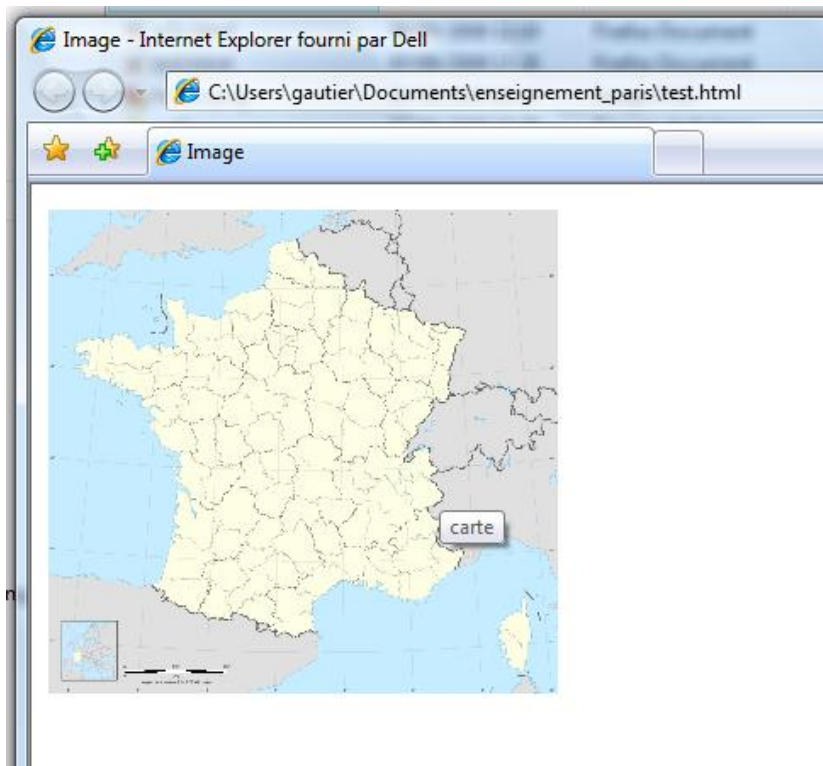 Image - Internet Explorer fourni par Dell
C:\Users\gautier\Documents\enseignement_paris\test.html
Image
carte
n